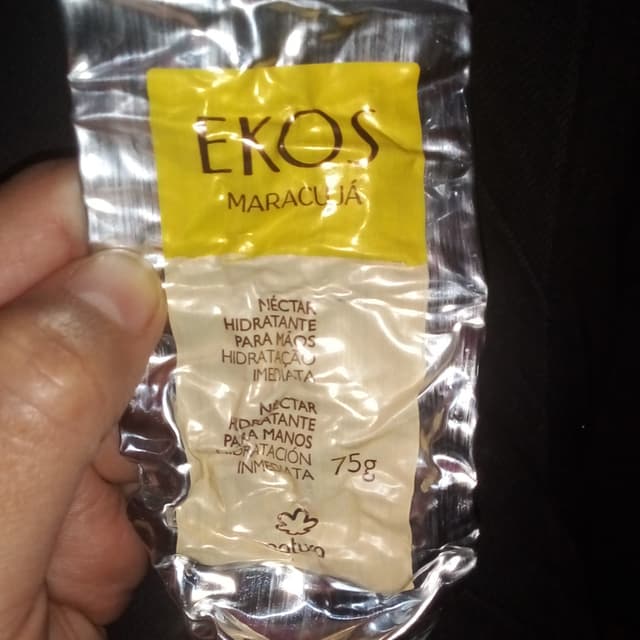 EKOS
MARACUJÁ
NÉCTAR
HIDRATANTE
PARA MÃOS
HIDRATAÇÃO
IMEDIATA
NÉCTAR
HIDRATANTE
PARA MANOS
HIDRATACIÓN
INMEDIATA
75g
natura